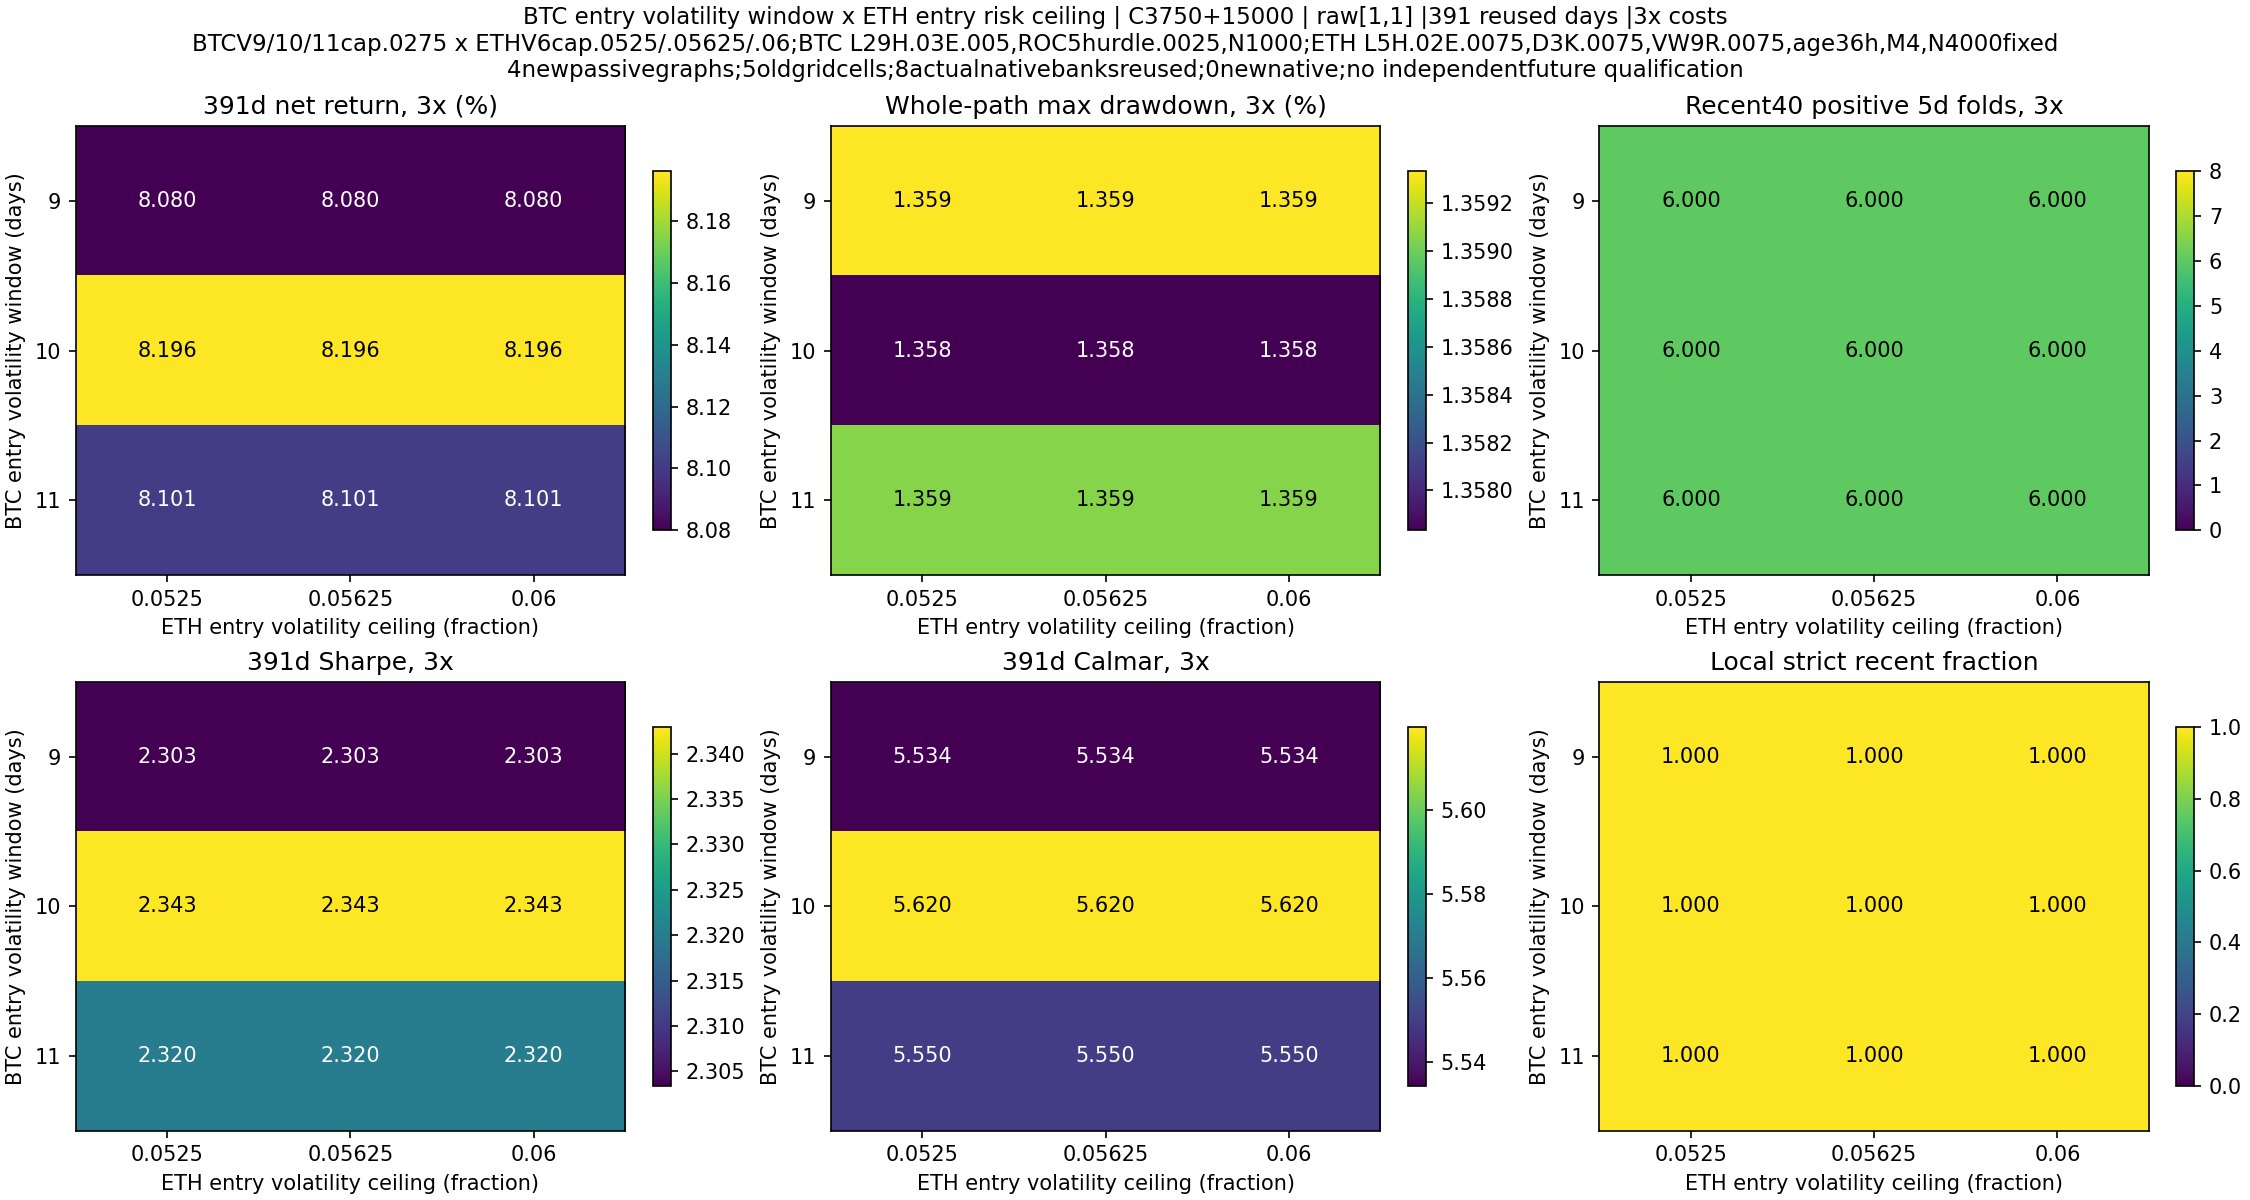 BTC entry volatility window x ETH entry risk ceiling | C3750+15000 | raw[1,1] |391 reused days |3x costs
BTCV9/10/11cap.0275 x ETHV6cap.0525/.05625/.06;BTC L29H.03E.005,ROC5hurdle.0025,N1000;ETH L5H.02E.0075,D3K.0075,VW9R.0075,age36h,M4,N4000fixed
4newpassivegraphs;5oldgridcells;8actualnativebanksreused;0newnative;no independentfuture qualification
391d net return, 3x (%)
BTC entry volatility window (days)
9
8.080 8.080 8.080
10
8.196 8.196 8.196
11
8.101 8.101 8.101
0.0525 0.05625 0.06
ETH entry volatility ceiling (fraction)
8.18
8.16
8.14
8.12
8.10
8.08
Whole-path max drawdown, 3x (%)
BTC entry volatility window (days)
9
1.359 1.359 1.359
10
1.358 1.358 1.358
11
1.359 1.359 1.359
0.0525 0.05625 0.06
ETH entry volatility ceiling (fraction)
1.3592
1.3590
1.3588
1.3586
1.3584
1.3582
1.3580
Recent40 positive 5d folds, 3x
BTC entry volatility window (days)
9
6.000 6.000 6.000
10
6.000 6.000 6.000
11
6.000 6.000 6.000
0.0525 0.05625 0.06
ETH entry volatility ceiling (fraction)
8
7
6
5
4
3
2
1
0
391d Sharpe, 3x
BTC entry volatility window (days)
9
2.303 2.303 2.303
10
2.343 2.343 2.343
11
2.320 2.320 2.320
0.0525 0.05625 0.06
ETH entry volatility ceiling (fraction)
2.340
2.335
2.330
2.325
2.320
2.315
2.310
2.305
391d Calmar, 3x
BTC entry volatility window (days)
9
5.534 5.534 5.534
10
5.620 5.620 5.620
11
5.550 5.550 5.550
0.0525 0.05625 0.06
ETH entry volatility ceiling (fraction)
5.60
5.58
5.56
5.54
Local strict recent fraction
BTC entry volatility window (days)
9
1.000 1.000 1.000
10
1.000 1.000 1.000
11
1.000 1.000 1.000
0.0525 0.05625 0.06
ETH entry volatility ceiling (fraction)
1.0
0.8
0.6
0.4
0.2
0.0